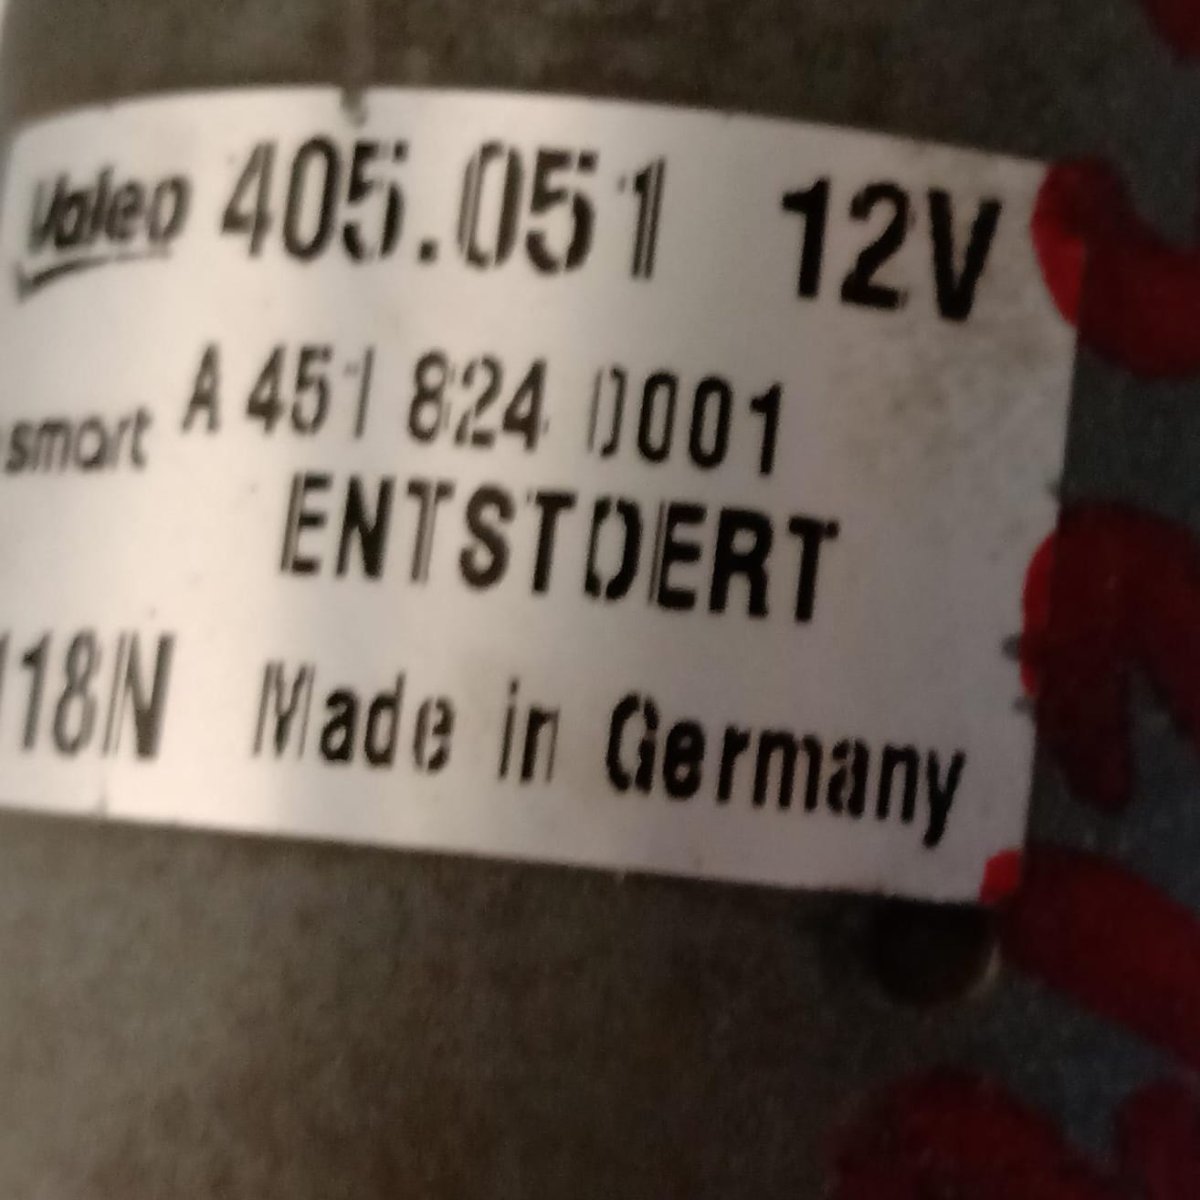 Valeo 405.051 12V
smart A 451 824 0001
ENTSTOERT
118N Made in Germany